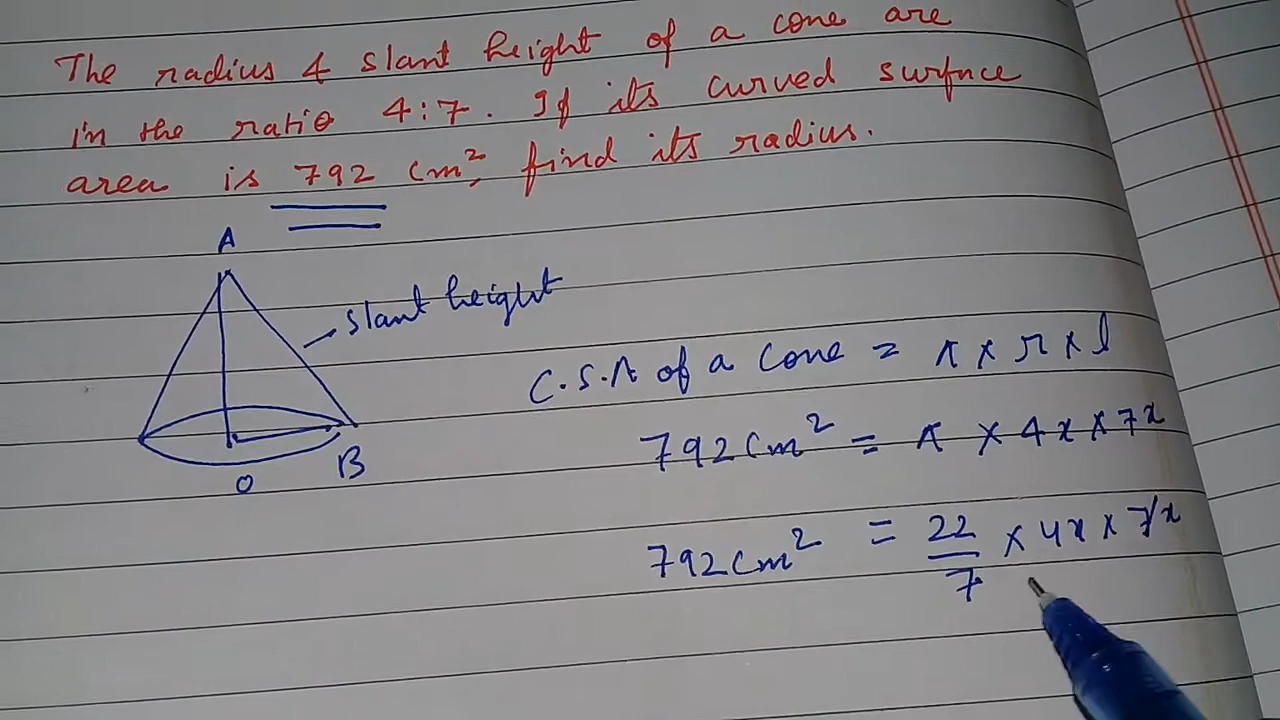 The radius & slant height of a cone are
in the ratio 4:7. If its curved surface
area is 792 cm², find its radius.
A
slant height
O
B
C.S.A of a cone = π × r × l
792 cm² = π × 4x × 7x
792 cm² = 22/7 × 4x × 7x